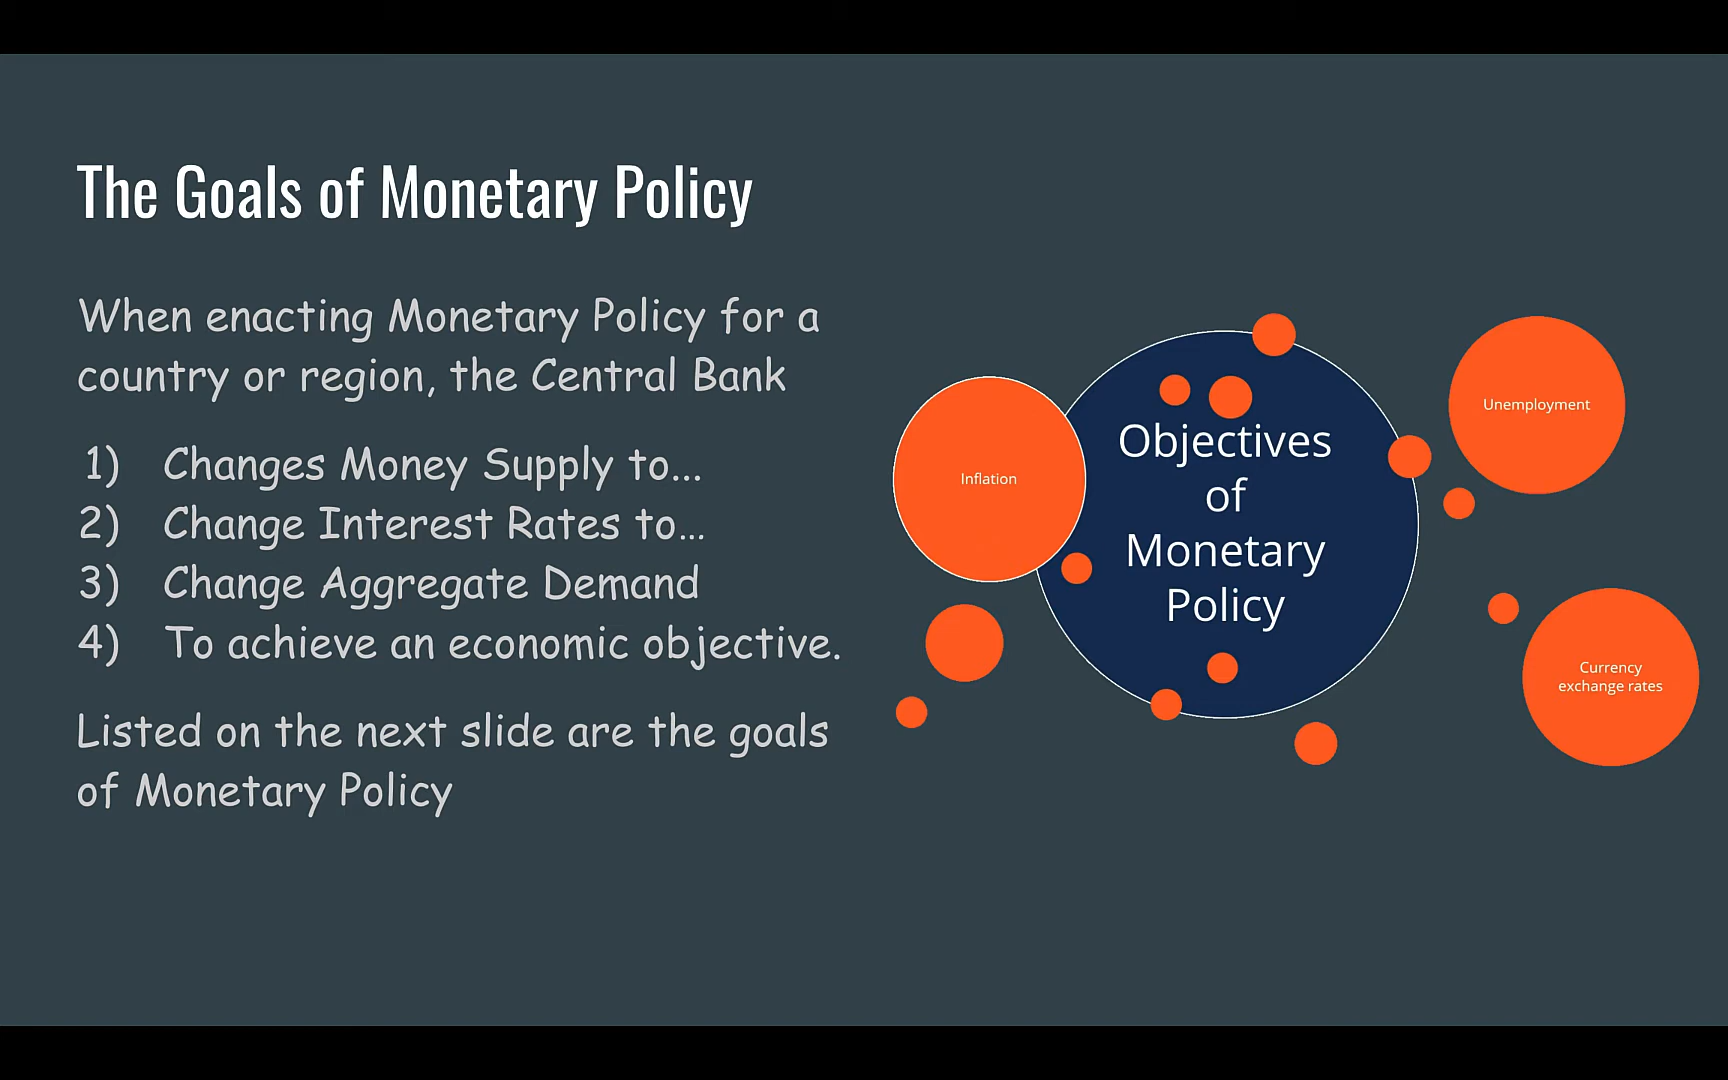 The Goals of Monetary Policy
When enacting Monetary Policy for a
country or region, the Central Bank
1) Changes Money Supply to...
2) Change Interest Rates to...
3) Change Aggregate Demand
4) To achieve an economic objective.
Listed on the next slide are the goals
of Monetary Policy
Inflation
Objectives
of
Monetary
Policy
Unemployment
Currency
exchange rates